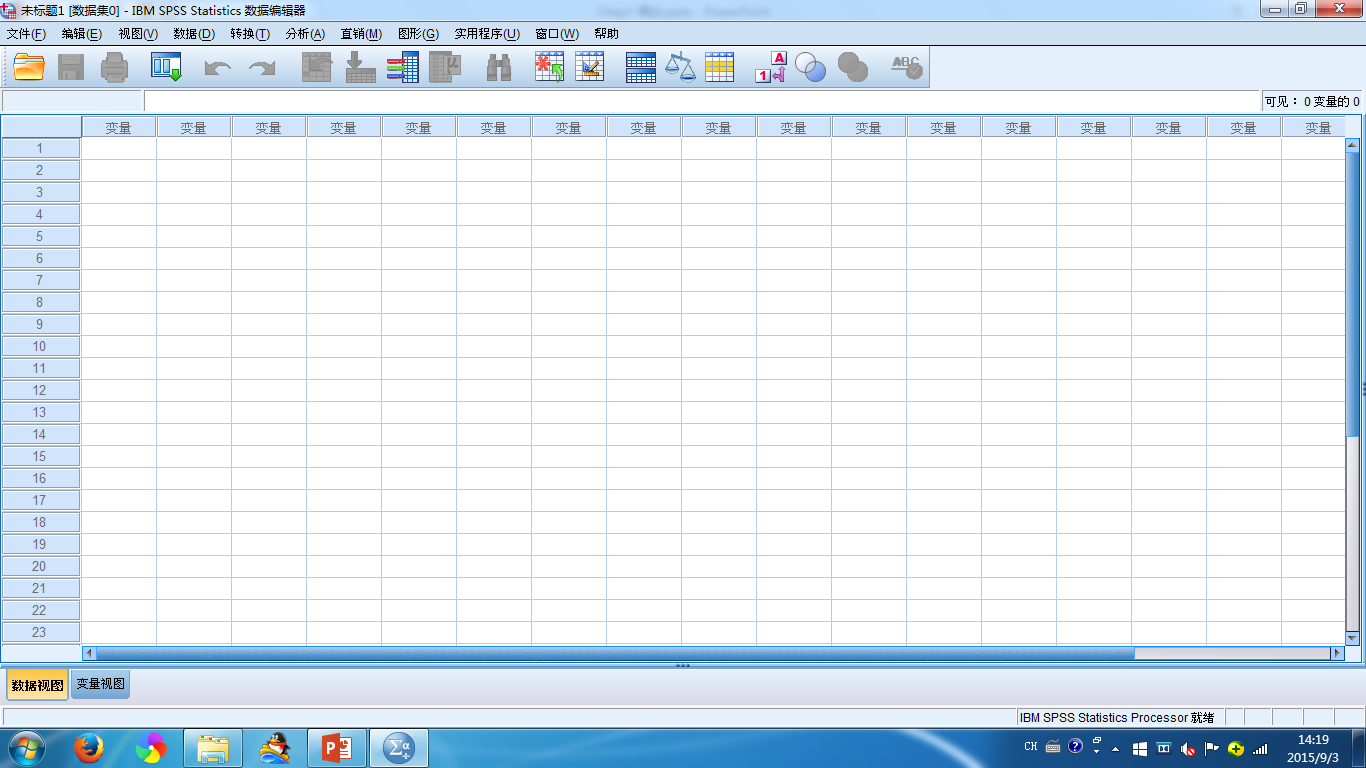 未标题1 [数据集0] - IBM SPSS Statistics 数据编辑器
文件(F) 编辑(E) 视图(V) 数据(D) 转换(T) 分析(A) 直销(M) 图形(G) 实用程序(U) 窗口(W) 帮助
A
1
μ
ABC
可见： 0 变量的 0
变量 变量 变量 变量 变量 变量 变量 变量 变量 变量 变量 变量 变量 变量 变量 变量 变量
1
2
3
4
5
6
7
8
9
10
11
12
13
14
15
16
17
18
19
20
21
22
23
数据视图 变量视图
IBM SPSS Statistics Processor 就绪
CH
14:19
2015/9/3